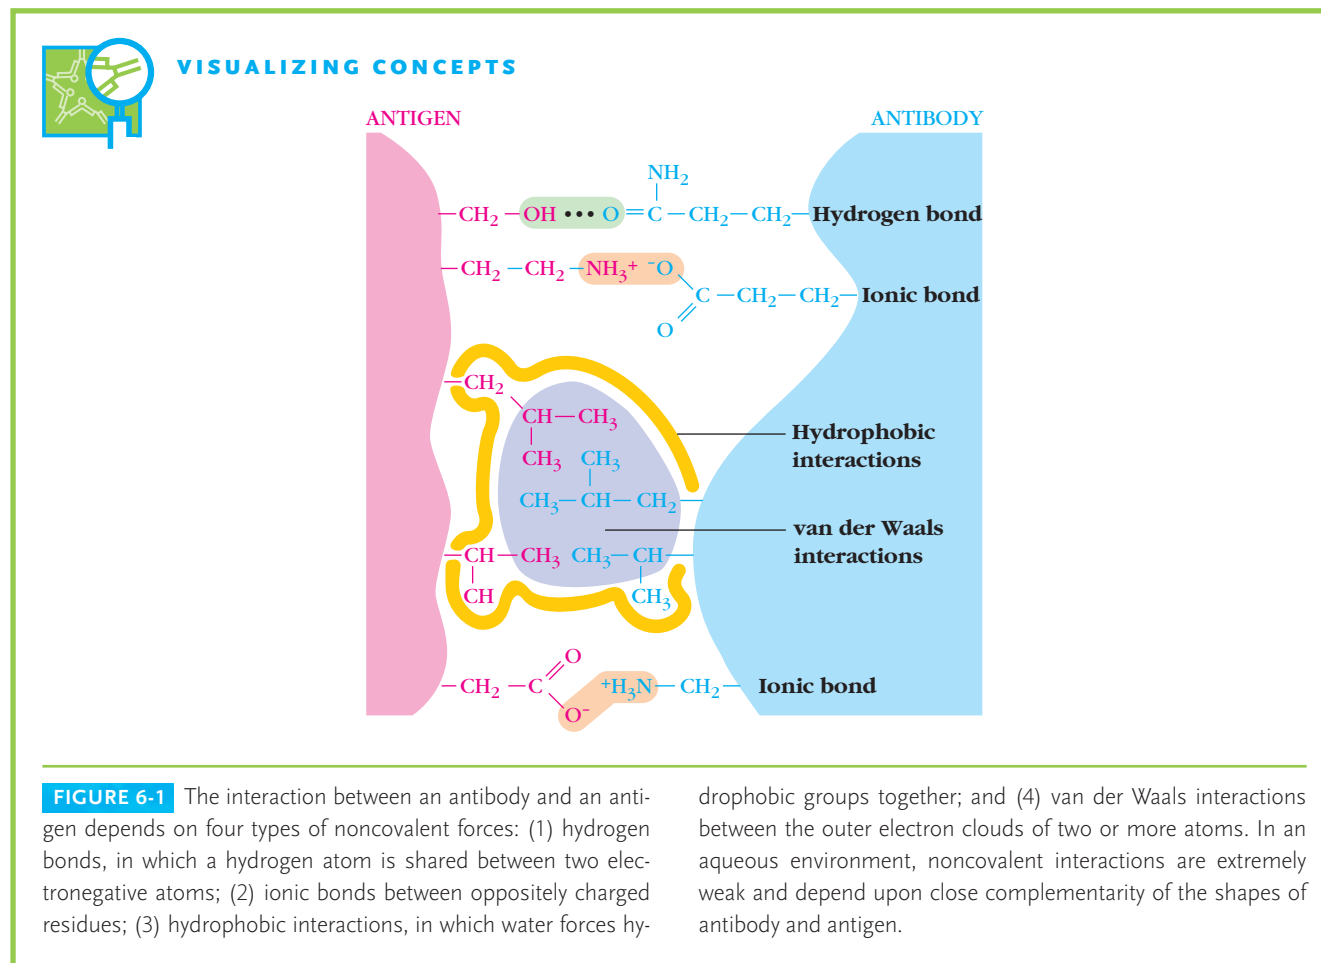 VISUALIZING CONCEPTS
ANTIGEN
ANTIBODY
NH₂
CH₂ — OH ••• O = C — CH₂ — CH₂ — Hydrogen bond
CH₂ — CH₂ — NH₃⁺ ⁻O
C — CH₂ — CH₂ — Ionic bond
O
CH₂
CH — CH₃
Hydrophobic
interactions
CH₃ CH₃
CH₃ — CH — CH₂
van der Waals
interactions
CH — CH₃ CH₃ — CH
CH CH₃
O
CH₂ — C ⁺H₃N — CH₂ — Ionic bond
O⁻
FIGURE 6-1 The interaction between an antibody and an anti-
gen depends on four types of noncovalent forces: (1) hydrogen
bonds, in which a hydrogen atom is shared between two elec-
tronegative atoms; (2) ionic bonds between oppositely charged
residues; (3) hydrophobic interactions, in which water forces hy-
drophobic groups together; and (4) van der Waals interactions
between the outer electron clouds of two or more atoms. In an
aqueous environment, noncovalent interactions are extremely
weak and depend upon close complementarity of the shapes of
antibody and antigen.